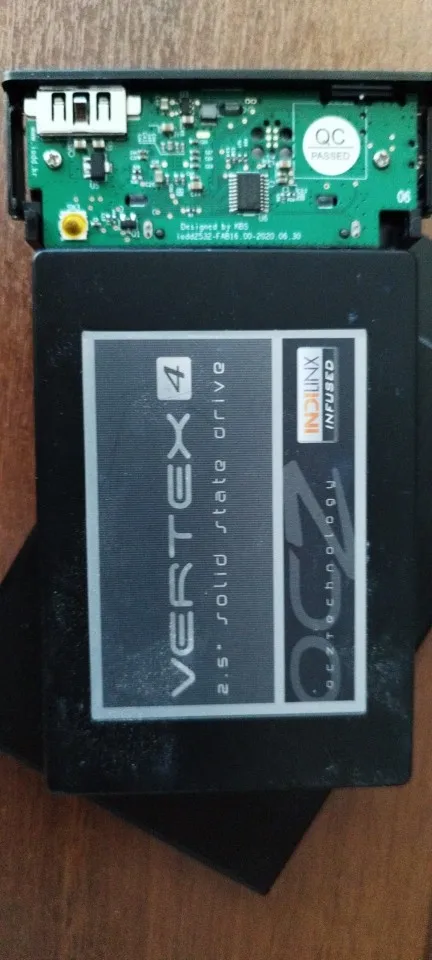 www.iodd.kr
QC
PASSED
06
Designed by KBS
iodd2532-FAB16.00-2020.06.30
VERTEX 4
2.5" solid state drive
INDILINX
INFUSED
OCZ
ocztechnology